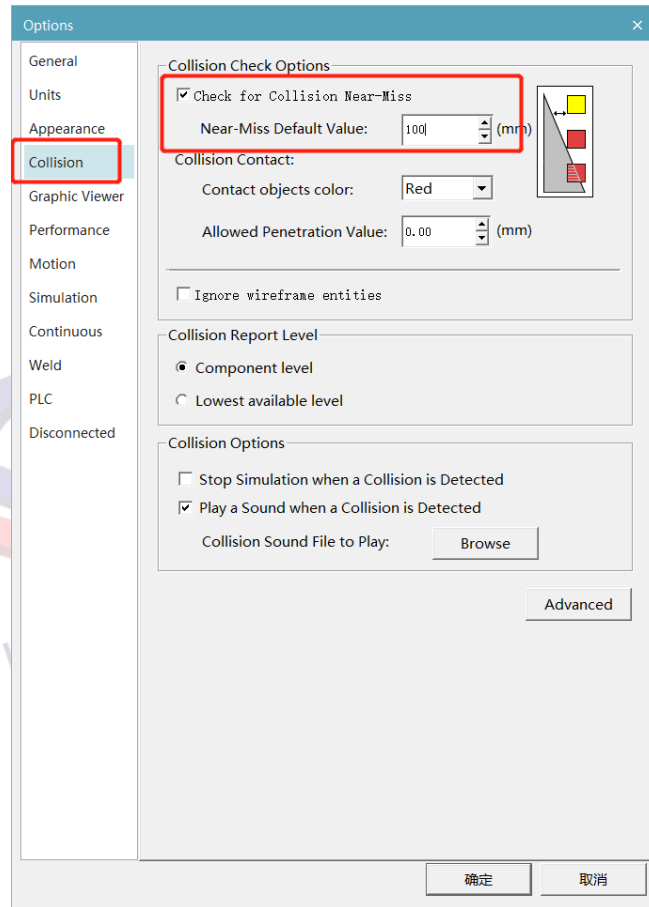 Options
General
Units
Appearance
Collision
Graphic Viewer
Performance
Motion
Simulation
Continuous
Weld
PLC
Disconnected
Collision Check Options
Check for Collision Near-Miss
Near-Miss Default Value: 100 (mm)
Collision Contact:
Contact objects color: Red
Allowed Penetration Value: 0.00 (mm)
Ignore wireframe entities
Collision Report Level
Component level
Lowest available level
Collision Options
Stop Simulation when a Collision is Detected
Play a Sound when a Collision is Detected
Collision Sound File to Play: Browse
Advanced
确定 取消